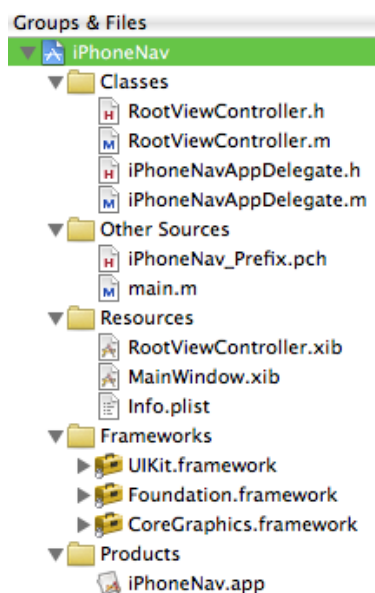 Groups & Files
iPhoneNav
Classes
RootViewController.h
RootViewController.m
iPhoneNavAppDelegate.h
iPhoneNavAppDelegate.m
Other Sources
iPhoneNav_Prefix.pch
main.m
Resources
RootViewController.xib
MainWindow.xib
Info.plist
Frameworks
UIKit.framework
Foundation.framework
CoreGraphics.framework
Products
iPhoneNav.app